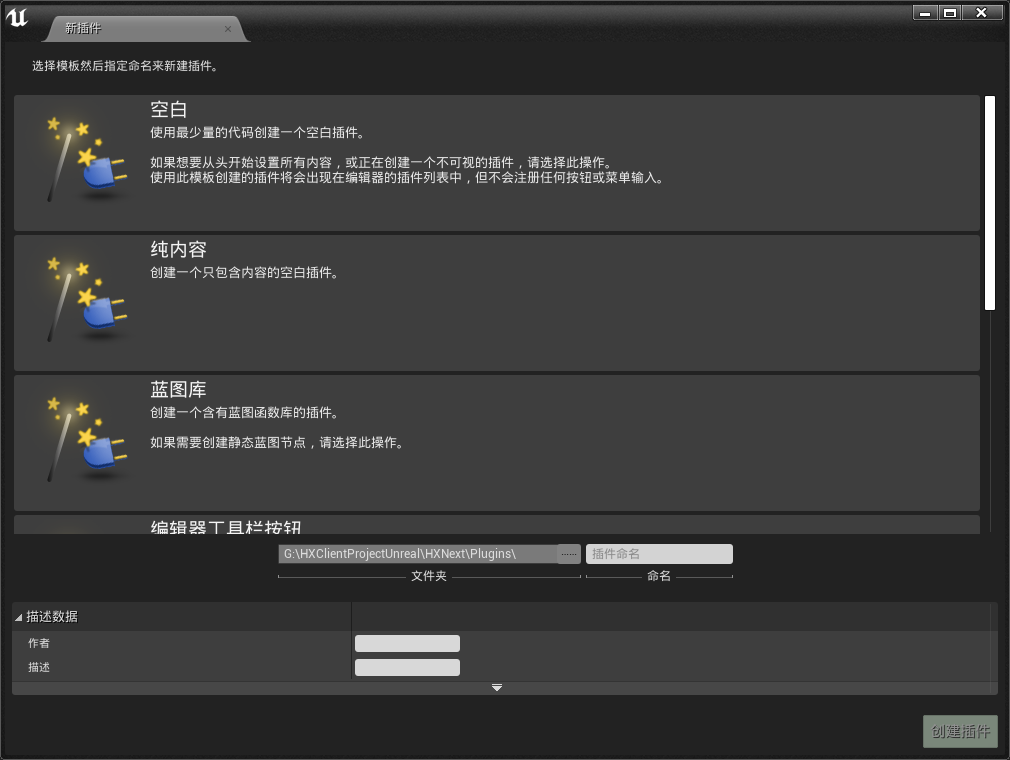 新插件
选择模板然后指定命名来新建插件。
空白
使用最少量的代码创建一个空白插件。
如果想要从头开始设置所有内容，或正在创建一个不可视的插件，请选择此操作。
使用此模板创建的插件将会出现在编辑器的插件列表中，但不会注册任何按钮或菜单输入。
纯内容
创建一个只包含内容的空白插件。
蓝图库
创建一个含有蓝图函数库的插件。
如果需要创建静态蓝图节点，请选择此操作。
编辑器工具栏按钮
G:\HXClientProjectUnreal\HXNext\Plugins\ ...... 插件命名
文件夹 命名
描述数据
作者
描述
创建插件